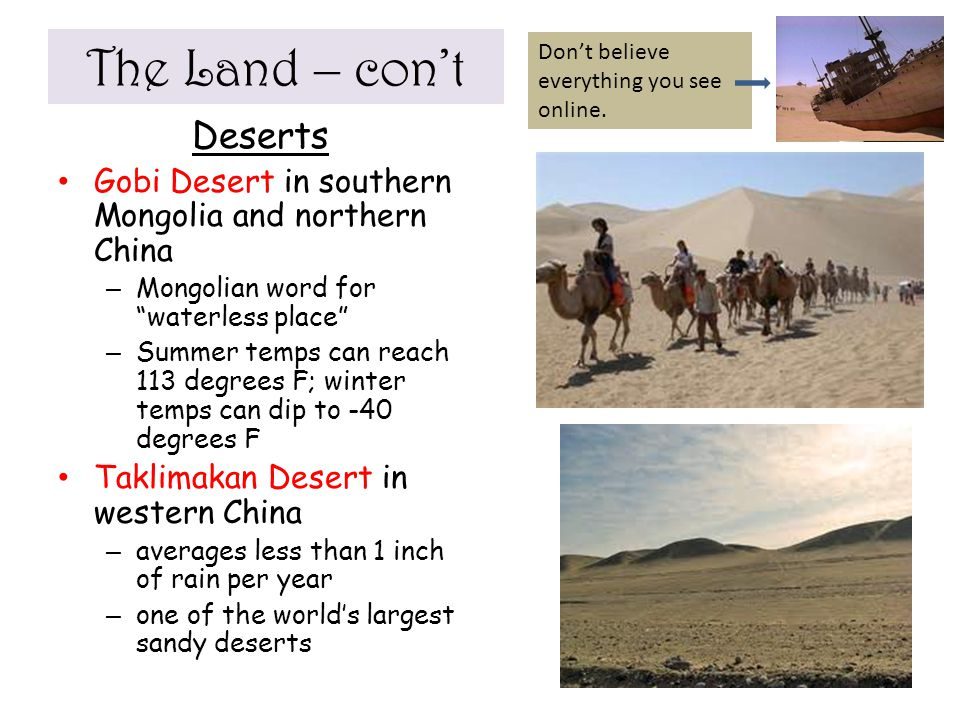 The Land – con’t
Don’t believe
everything you see
online.
Deserts
• Gobi Desert in southern
Mongolia and northern
China
– Mongolian word for
“waterless place”
– Summer temps can reach
113 degrees F; winter
temps can dip to -40
degrees F
• Taklimakan Desert in
western China
– averages less than 1 inch
of rain per year
– one of the world’s largest
sandy deserts